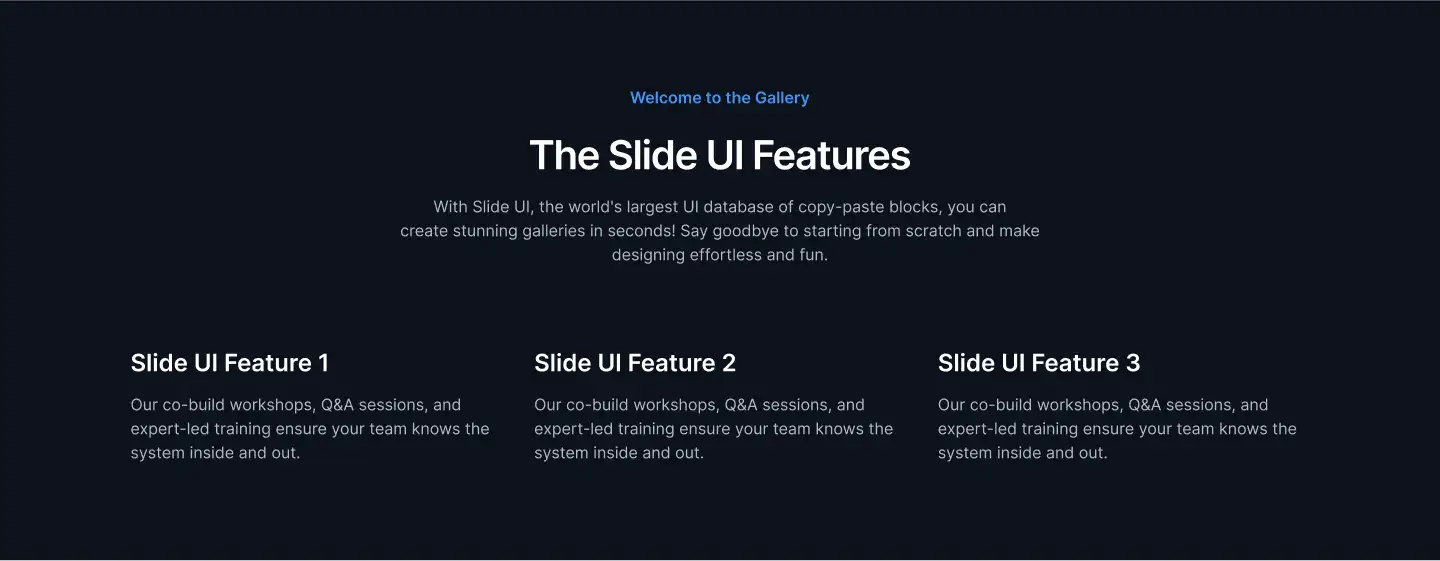 Welcome to the Gallery
The Slide UI Features
With Slide UI, the world's largest UI database of copy-paste blocks, you can
create stunning galleries in seconds! Say goodbye to starting from scratch and make
designing effortless and fun.
Slide UI Feature 1
Our co-build workshops, Q&A sessions, and
expert-led training ensure your team knows the
system inside and out.
Slide UI Feature 2
Our co-build workshops, Q&A sessions, and
expert-led training ensure your team knows the
system inside and out.
Slide UI Feature 3
Our co-build workshops, Q&A sessions, and
expert-led training ensure your team knows the
system inside and out.